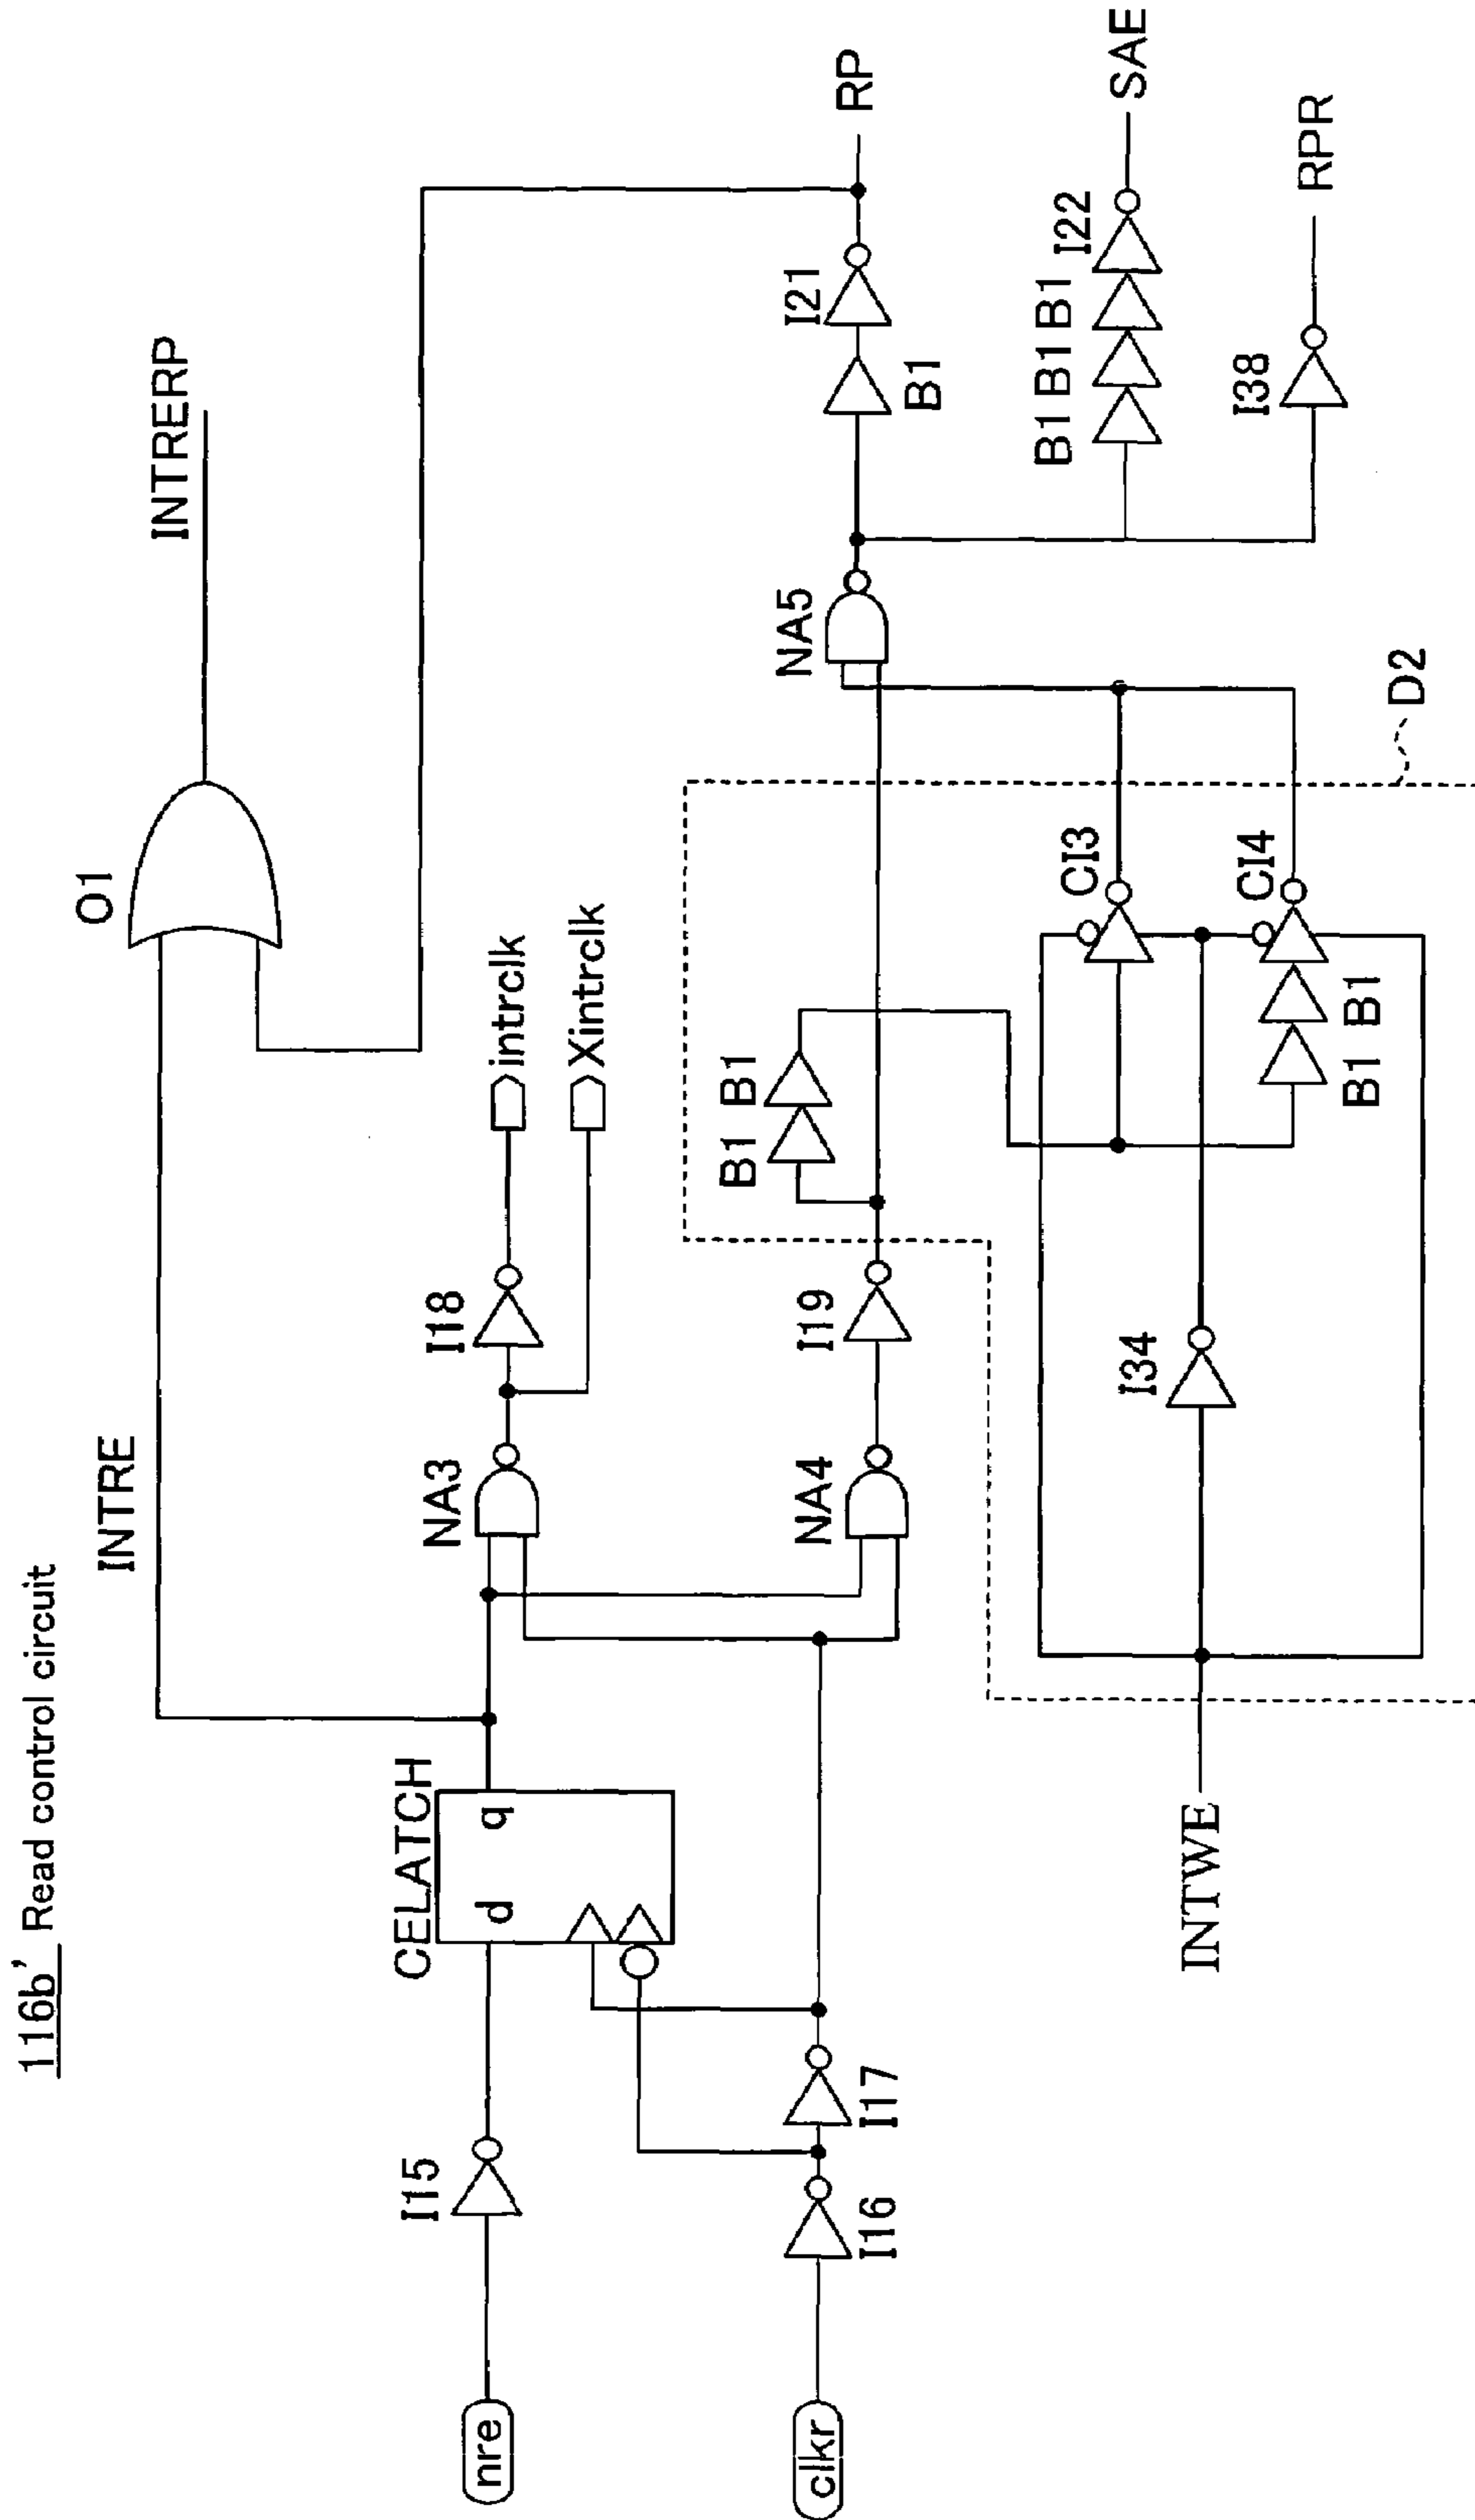 116b' Read control circuit
INTRE
INTRERP
O1
CELATCH
d
q
nre
I15
NA3
I18
intrclk
Xintrclk
clkr
I16
I17
NA4
I19
B1
B1
NA5
I21
B1
RP
B1
B1
B1
I22
SAE
I38
RPR
INTWE
I34
CI3
CI4
B1
B1
D2